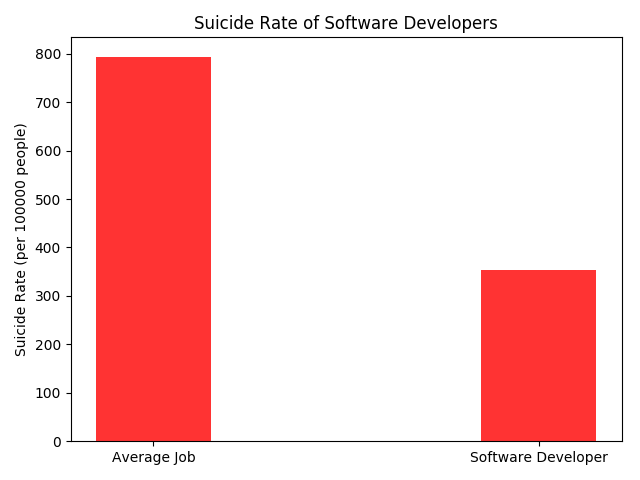 Suicide Rate of Software Developers
Suicide Rate (per 100000 people)
800
700
600
500
400
300
200
100
0
Average Job
Software Developer